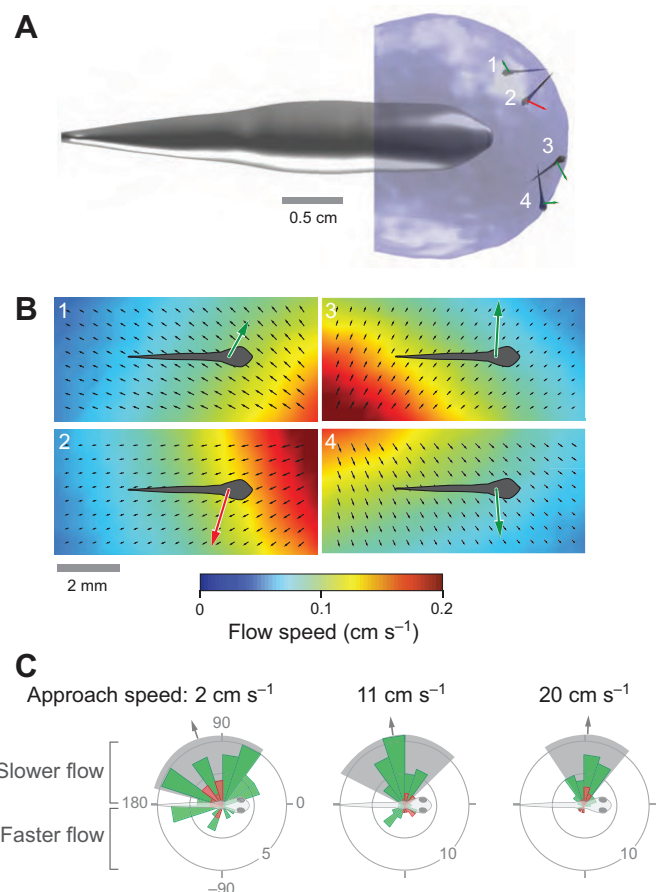 A
1
2
3
4
0.5 cm
B
1
3
2
4
2 mm
0
0.1
0.2
Flow speed (cm s⁻¹)
C
Approach speed: 2 cm s⁻¹
11 cm s⁻¹
20 cm s⁻¹
90
Slower flow
180
0
Faster flow
5
10
10
–90